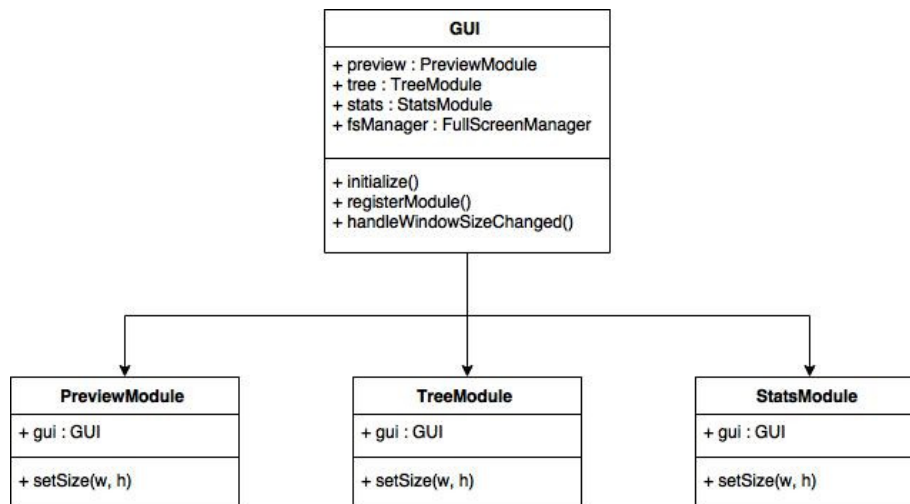 GUI
+ preview : PreviewModule
+ tree : TreeModule
+ stats : StatsModule
+ fsManager : FullScreenManager
+ initialize()
+ registerModule()
+ handleWindowSizeChanged()
PreviewModule
+ gui : GUI
+ setSize(w, h)
TreeModule
+ gui : GUI
+ setSize(w, h)
StatsModule
+ gui : GUI
+ setSize(w, h)